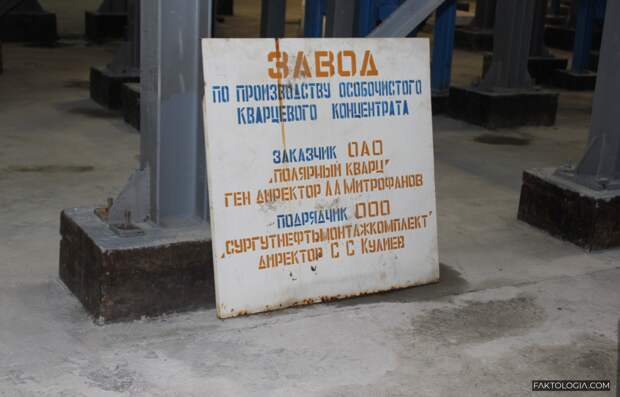 ЗАВОД
ПО ПРОИЗВОДСТВУ ОСОБОЧИСТОГО
КВАРЦЕВОГО КОНЦЕНТРАТА
ЗАКАЗЧИК ОАО
„ПОЛЯРНЫЙ КВАРЦ"
ГЕН ДИРЕКТОР А.А МИТРОФАНОВ
ПОДРЯДЧИК ООО
„СУРГУТНЕФТЬМОНТАЖКОМПЛЕКТ"
ДИРЕКТОР С С КУЛИЕВ
FAKTOLOGIA.COM